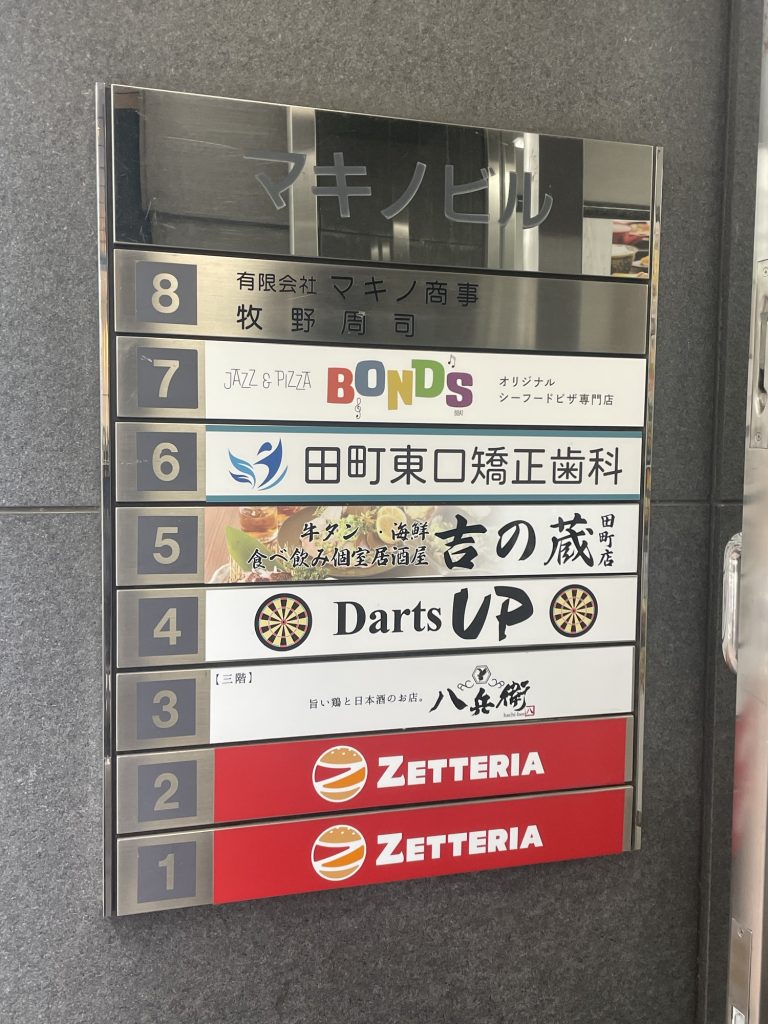 マキノビル
8
有限会社 マキノ商事
牧野周司
7
JAZZ & PIZZA
BOND'S
オリジナル
シーフードピザ専門店
6
田町東口矯正歯科
5
牛タン・海鮮
食べ飲み個室居酒屋
吉の蔵
田町店
4
Darts UP
3
【三階】
旨い鶏と日本酒のお店。
八兵衛
2
ZETTERIA
1
ZETTERIA